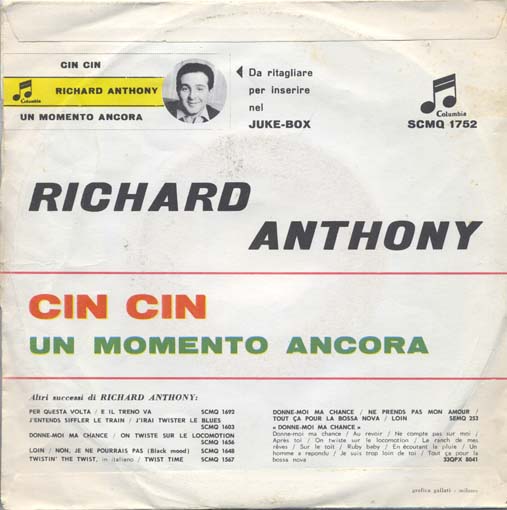 CIN CIN
Columbia
RICHARD ANTHONY
UN MOMENTO ANCORA
Da ritagliare
per inserire
nel
JUKE-BOX
Columbia
SCMQ 1752
RICHARD
ANTHONY
CIN CIN
UN MOMENTO ANCORA
Altri successi di RICHARD ANTHONY:
PER QUESTA VOLTA / E IL TRENO VA SCMQ 1692
J'ENTENDS SIFFLER LE TRAIN / J'IRAI TWISTER LE BLUES
SCMQ 1603
DONNE-MOI MA CHANCE / ON TWISTE SUR LE LOCOMOTION
SCMQ 1656
LOIN / NON, JE NE POURRAIS PAS (Black mood) SCMQ 1648
TWISTIN' THE TWIST, in italiano / TWIST TIME SCMQ 1567
DONNE-MOI MA CHANCE / NE PRENDS PAS MON AMOUR /
TOUT ÇA POUR LA BOSSA NOVA / LOIN SEMQ 253
« DONNE-MOI MA CHANCE »
Donne-moi ma chance / Au revoir / Ne compte pas sur moi /
Après toi / On twiste sur le locomotion / Le ranch de mes
rêves / Sur le toit / Ruby baby / En écoutant la pluie / Un
homme a repondu / Je suis trop loin de toi / Tout ça pour la
bossa nova 33QPX 8041
grafica gallati - milano